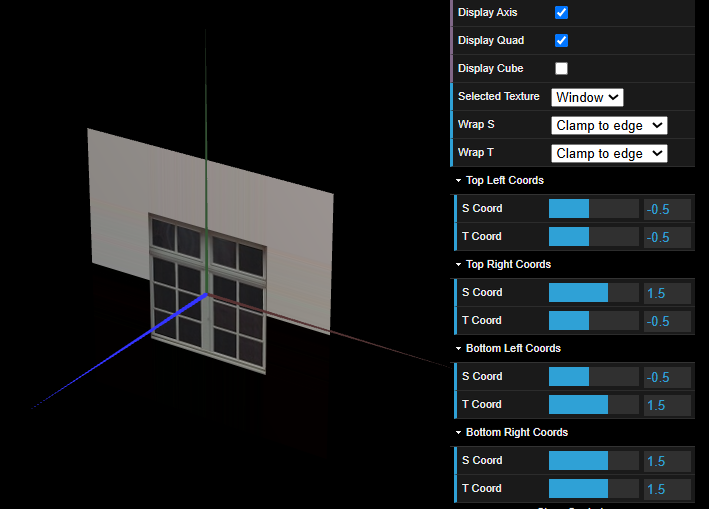 Display Axis
Display Quad
Display Cube
Selected Texture Window
Wrap S Clamp to edge
Wrap T Clamp to edge
Top Left Coords
S Coord -0.5
T Coord -0.5
Top Right Coords
S Coord 1.5
T Coord -0.5
Bottom Left Coords
S Coord -0.5
T Coord 1.5
Bottom Right Coords
S Coord 1.5
T Coord 1.5